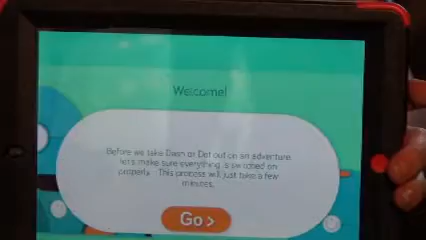 Welcome!
Before we take Dash or Dot out on an adventure
let's make sure everything is switched on
properly. This process will just take a few
minutes.
Go >